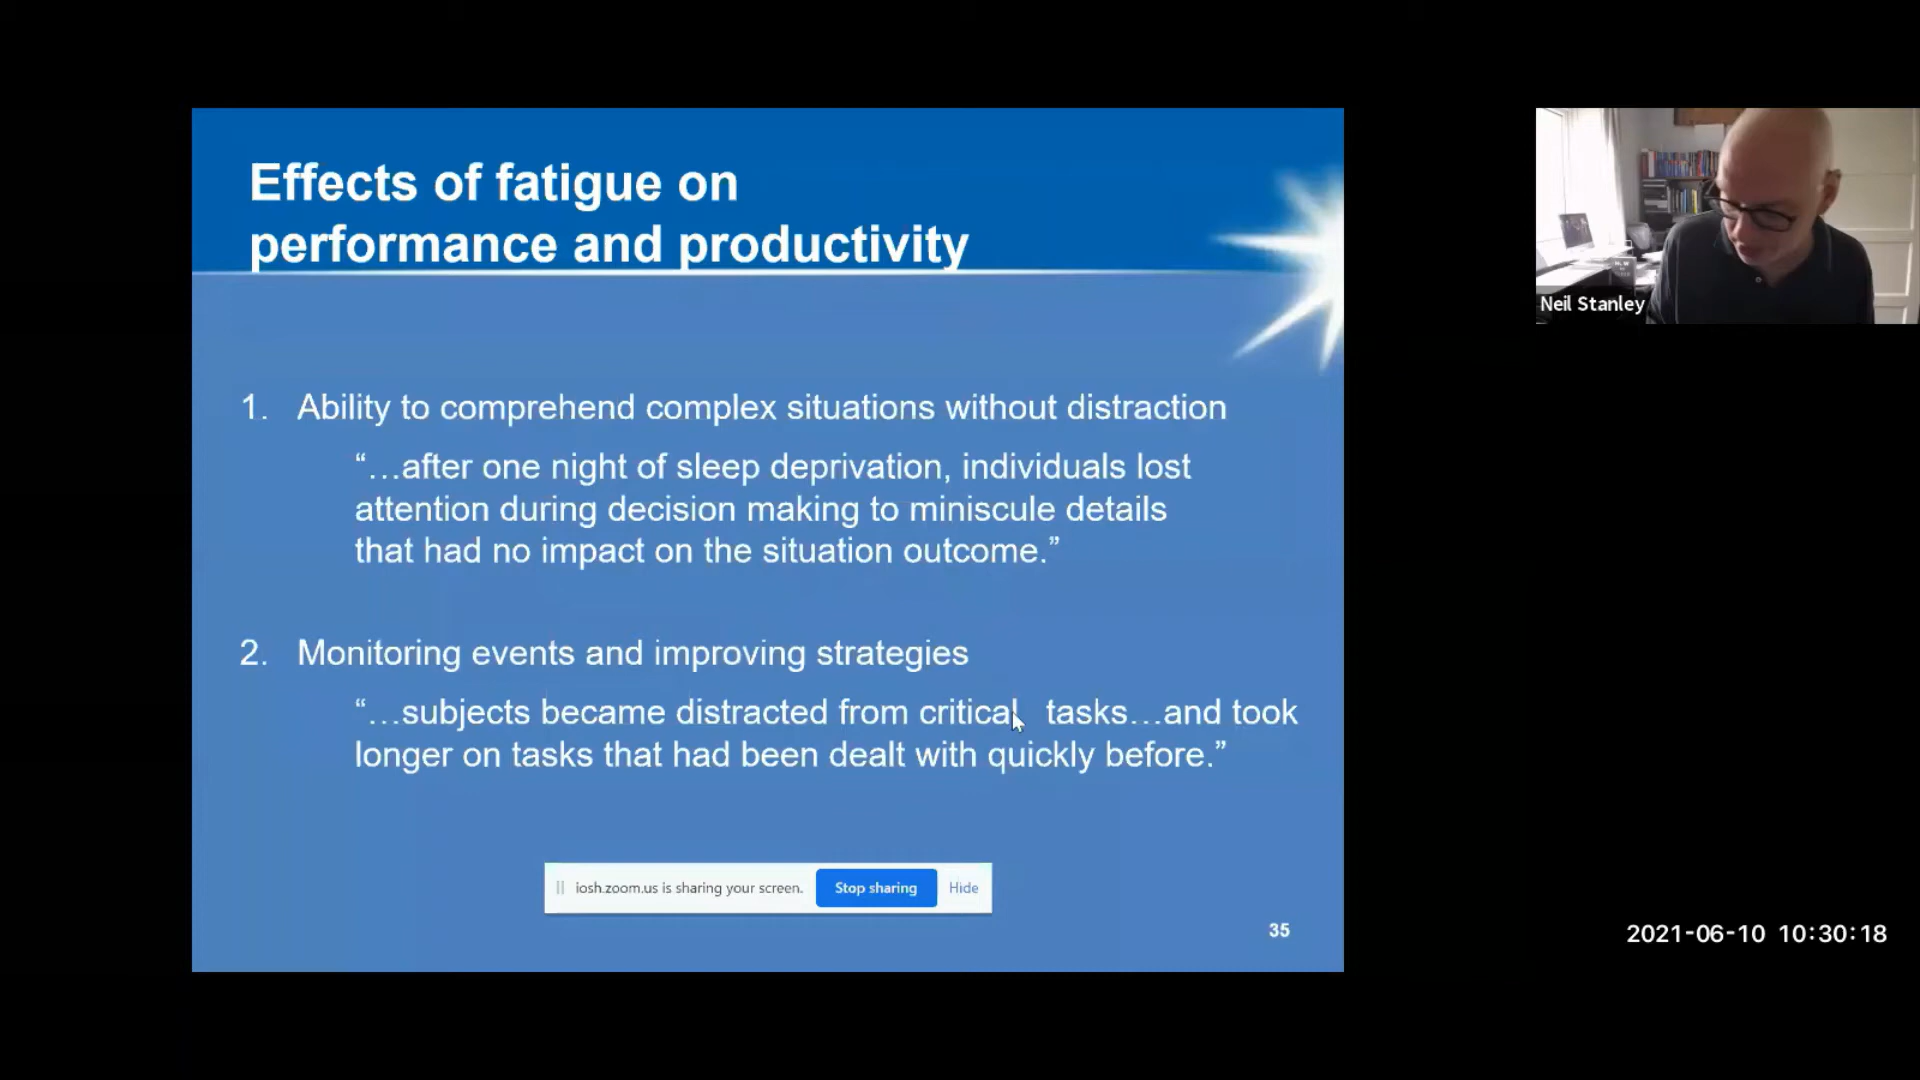 Effects of fatigue on
performance and productivity
1. Ability to comprehend complex situations without distraction
“…after one night of sleep deprivation, individuals lost
attention during decision making to miniscule details
that had no impact on the situation outcome.”
2. Monitoring events and improving strategies
“…subjects became distracted from critical tasks…and took
longer on tasks that had been dealt with quickly before.”
iosh.zoom.us is sharing your screen. Stop sharing Hide
35
Neil Stanley
2021-06-10 10:30:18